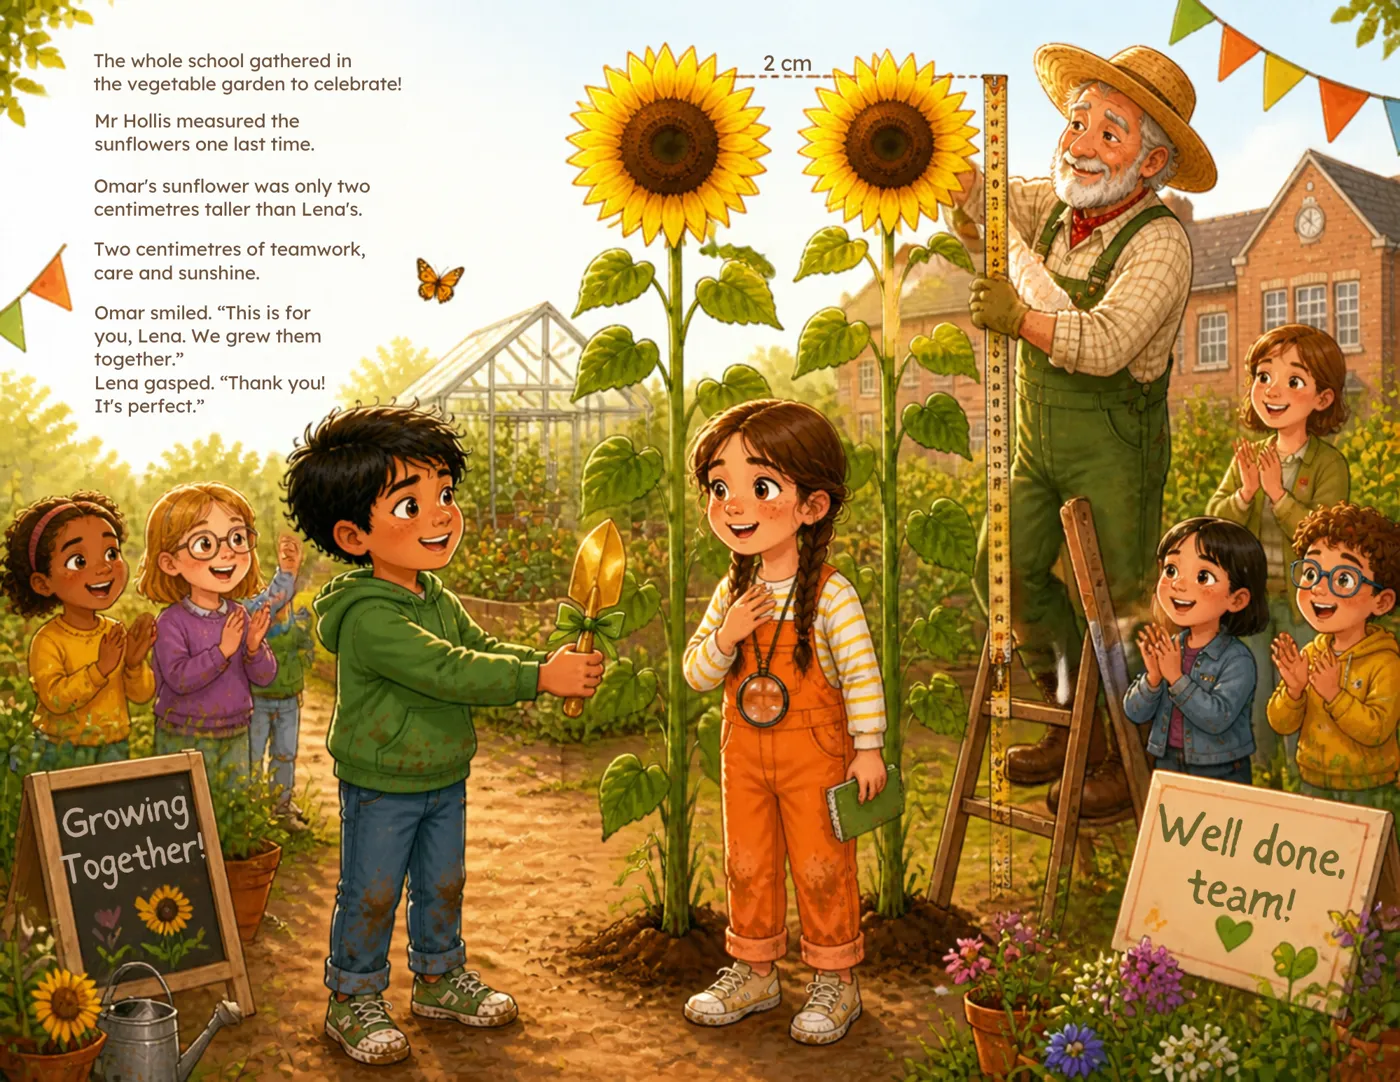 The whole school gathered in
the vegetable garden to celebrate!
Mr Hollis measured the
sunflowers one last time.
Omar's sunflower was only two
centimetres taller than Lena's.
Two centimetres of teamwork,
care and sunshine.
Omar smiled. “This is for
you, Lena. We grew them
together.”
Lena gasped. “Thank you!
It's perfect.”
2 cm
Growing
Together!
Well done,
team!